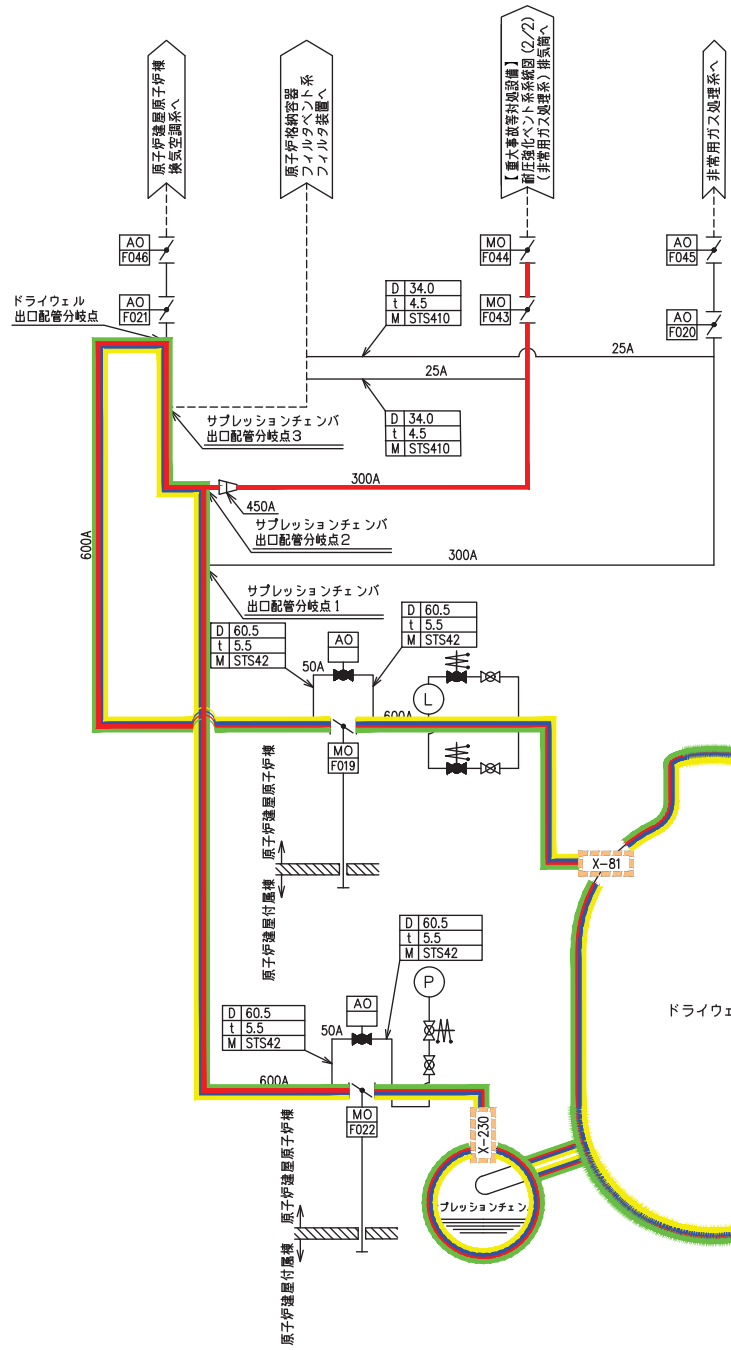 原子炉建屋原子炉棟
換気空調系へ
原子炉格納容器
フィルタベント系
フィルタ装置へ
【重大事故等対処設備】
耐圧強化ベント系系統図(2/2)
(非常用ガス処理系)排気筒へ
非常用ガス処理系へ
AO
F046
MO
F044
AO
F045
AO
F021
MO
F043
AO
F020
ドライウェル
出口配管分岐点
D 34.0
t 4.5
M STS410
25A
25A
D 34.0
t 4.5
M STS410
サプレッションチェンバ
出口配管分岐点3
300A
450A
サプレッションチェンバ
出口配管分岐点2
600A
300A
サプレッションチェンバ
出口配管分岐点1
D 60.5
t 5.5
M STS42
AO
50A
D 60.5
t 5.5
M STS42
L
600A
MO
F019
原子炉建屋原子炉棟
原子炉建屋付属棟
X-81
ドライウェ
D 60.5
t 5.5
M STS42
P
D 60.5
t 5.5
M STS42
AO
50A
600A
MO
F022
X-230
原子炉建屋原子炉棟
原子炉建屋付属棟
プレッションチェン